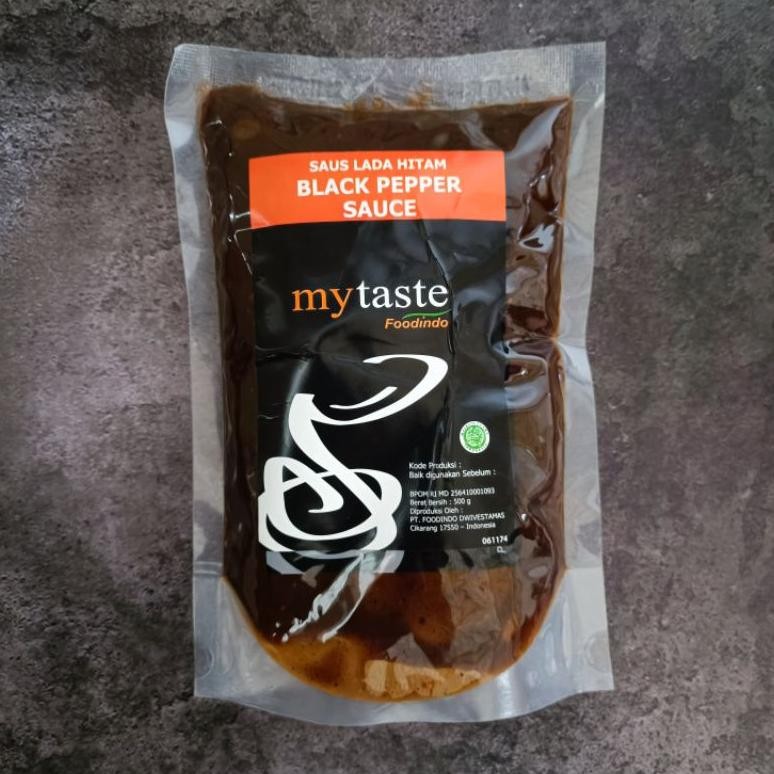 SAUS LADA HITAM
BLACK PEPPER
SAUCE
mytaste
Foodindo
Kode Produksi :
Baik digunakan Sebelum :
BPOM RI MD 256410001093
Berat Bersih : 500 g
Diproduksi Oleh :
PT. FOODINDO DWIVESTAMAS
Cikarang 17550 – Indonesia
061174